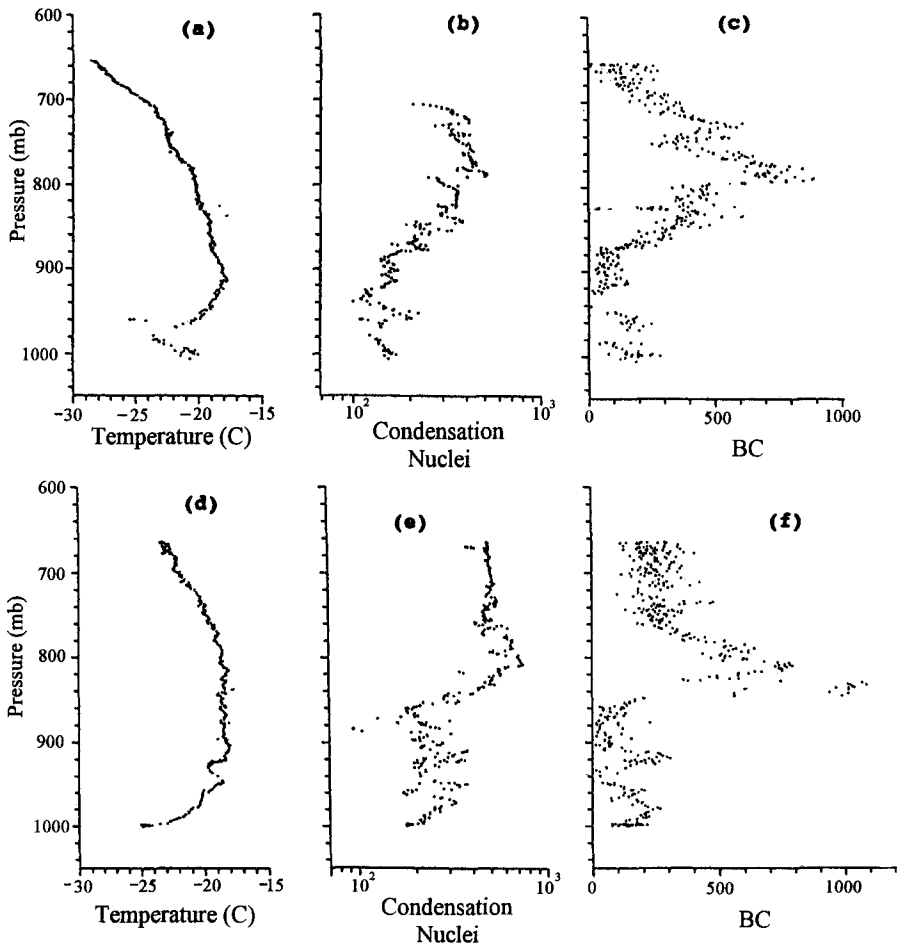 (a) (b) (c)
600
700
800
900
1000
Pressure (mb)
−30 −25 −20 −15
Temperature (C)
10² 10³
Condensation
Nuclei
0 500 1000
BC
(d) (e) (f)
600
700
800
900
1000
Pressure (mb)
−30 −25 −20 −15
Temperature (C)
10² 10³
Condensation
Nuclei
0 500 1000
BC